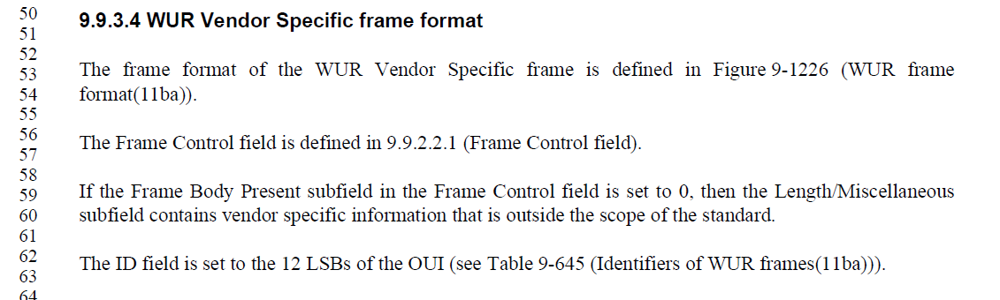 50
9.9.3.4 WUR Vendor Specific frame format
51
52
53
The frame format of the WUR Vendor Specific frame is defined in Figure 9-1226 (WUR frame
54
format(11ba)).
55
56
The Frame Control field is defined in 9.9.2.2.1 (Frame Control field).
57
58
59
If the Frame Body Present subfield in the Frame Control field is set to 0, then the Length/Miscellaneous
60
subfield contains vendor specific information that is outside the scope of the standard.
61
62
The ID field is set to the 12 LSBs of the OUI (see Table 9-645 (Identifiers of WUR frames(11ba))).
63
64